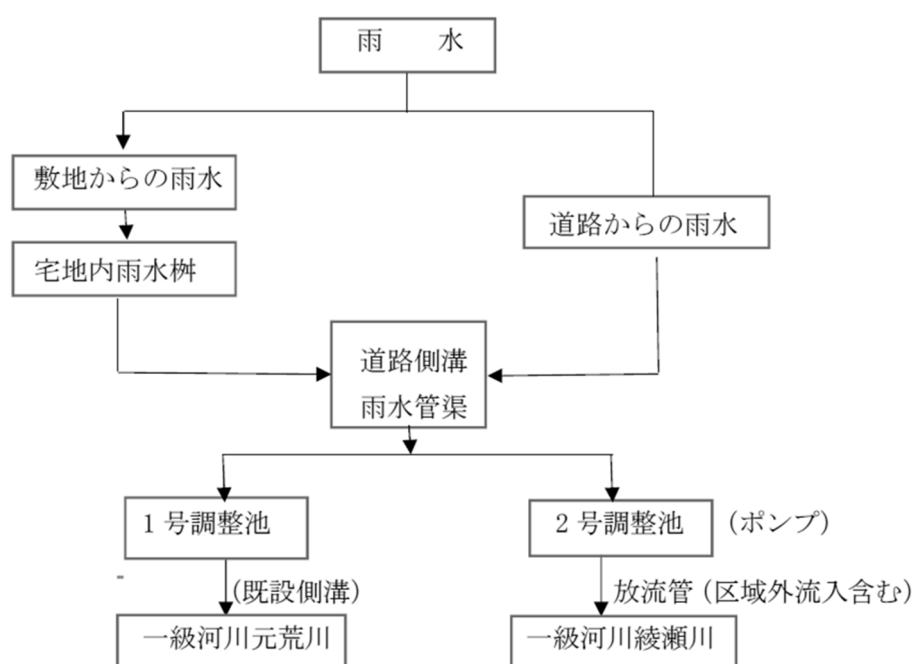 雨　　水
敷地からの雨水
道路からの雨水
宅地内雨水桝
道路側溝
雨水管渠
1号調整池
2号調整池 (ポンプ)
(既設側溝)
放流管 (区域外流入含む)
一級河川元荒川
一級河川綾瀬川